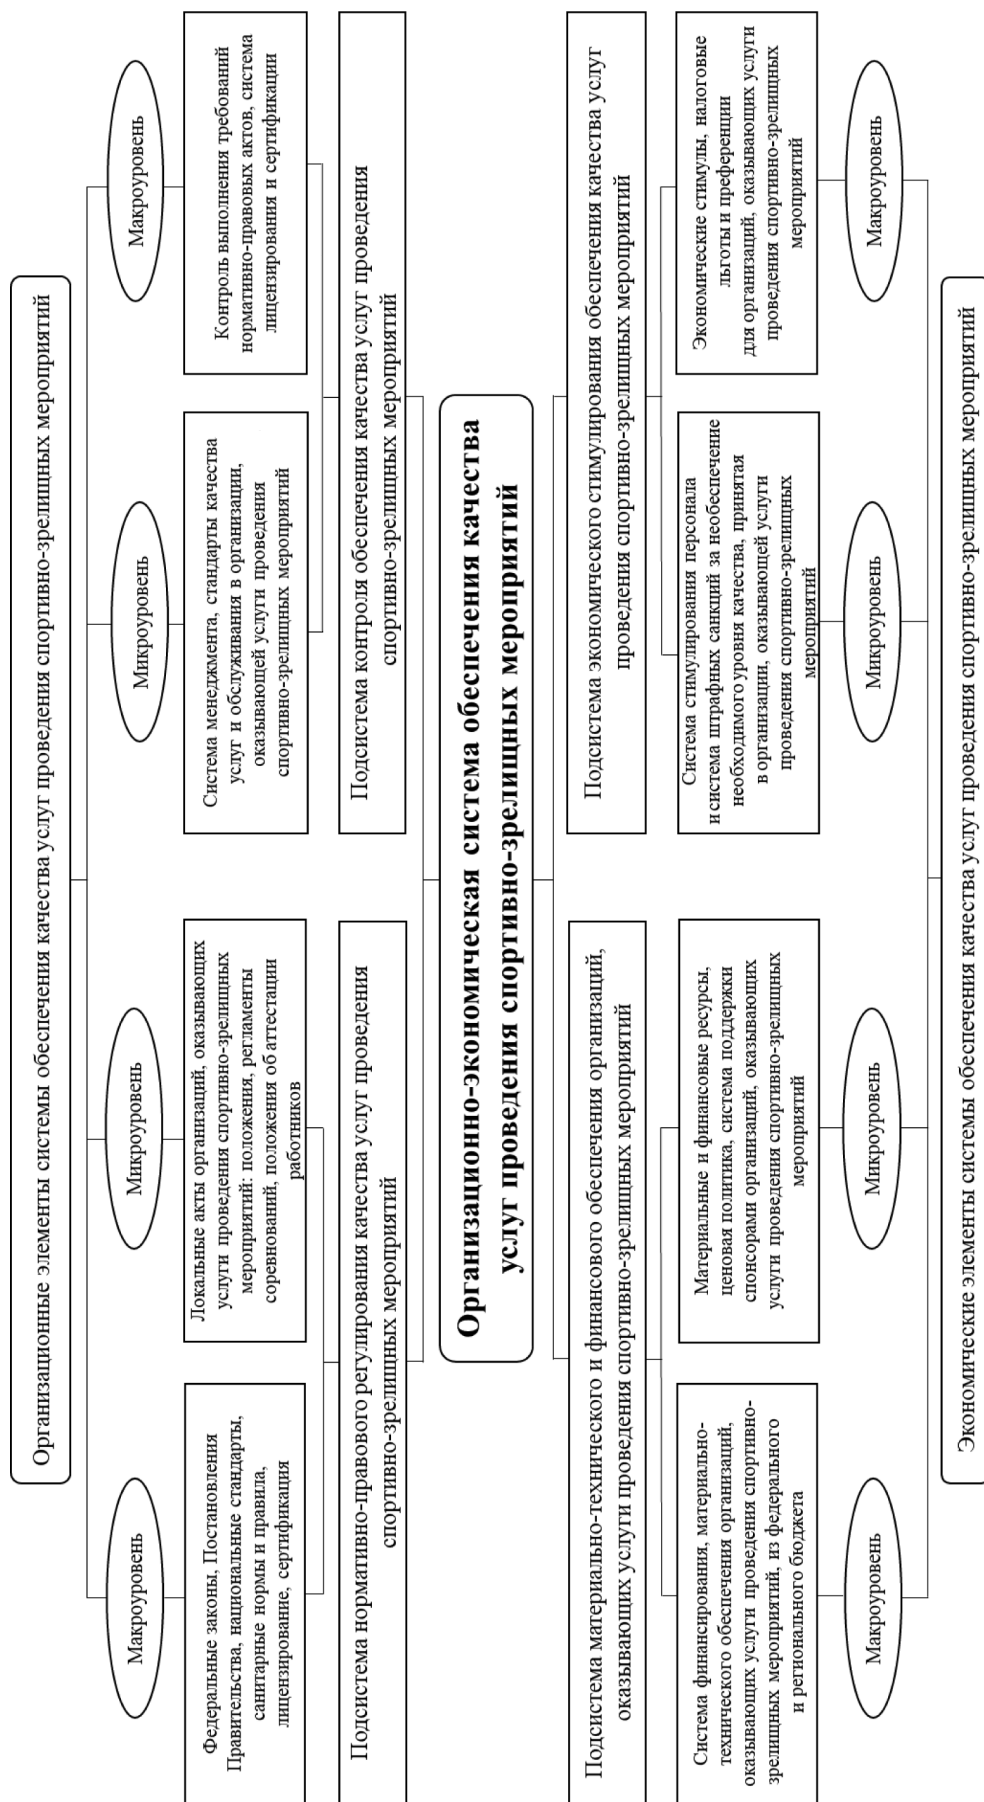 Организационные элементы системы обеспечения качества услуг проведения спортивно-зрелищных мероприятий
Макроуровень
Микроуровень
Микроуровень
Макроуровень
Федеральные законы, Постановления
Правительства, национальные стандарты,
санитарные нормы и правила,
лицензирование, сертификация
Локальные акты организаций, оказывающих
услуги проведения спортивно-зрелищных
мероприятий: положения, регламенты
соревнований, положения об аттестации
работников
Система менеджмента, стандарты качества
услуг и обслуживания в организации,
оказывающей услуги проведения
спортивно-зрелищных мероприятий
Контроль выполнения требований
нормативно-правовых актов, система
лицензирования и сертификации
Подсистема нормативно-правового регулирования качества услуг проведения
спортивно-зрелищных мероприятий
Подсистема контроля обеспечения качества услуг проведения
спортивно-зрелищных мероприятий
Организационно-экономическая система обеспечения качества
услуг проведения спортивно-зрелищных мероприятий
Подсистема материально-технического и финансового обеспечения организаций,
оказывающих услуги проведения спортивно-зрелищных мероприятий
Подсистема экономического стимулирования обеспечения качества услуг
проведения спортивно-зрелищных мероприятий
Система финансирования, материально-
технического обеспечения организаций,
оказывающих услуги проведения спортивно-
зрелищных мероприятий, из федерального
и регионального бюджета
Материальные и финансовые ресурсы,
ценовая политика, система поддержки
спонсорами организаций, оказывающих
услуги проведения спортивно-зрелищных
мероприятий
Система стимулирования персонала
и система штрафных санкций за необеспечение
необходимого уровня качества, принятая
в организации, оказывающей услуги
проведения спортивно-зрелищных
мероприятий
Экономические стимулы, налоговые
льготы и преференции
для организаций, оказывающих услуги
проведения спортивно-зрелищных
мероприятий
Макроуровень
Микроуровень
Микроуровень
Макроуровень
Экономические элементы системы обеспечения качества услуг проведения спортивно-зрелищных мероприятий